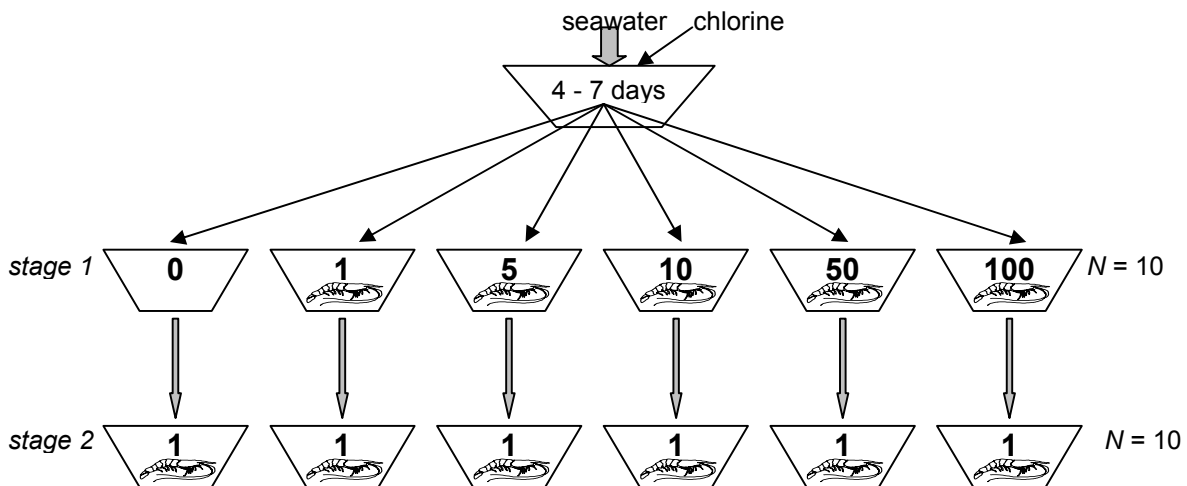 seawater chlorine
4 - 7 days
stage 1 0 1 5 10 50 100 N = 10
stage 2 1 1 1 1 1 1 N = 10